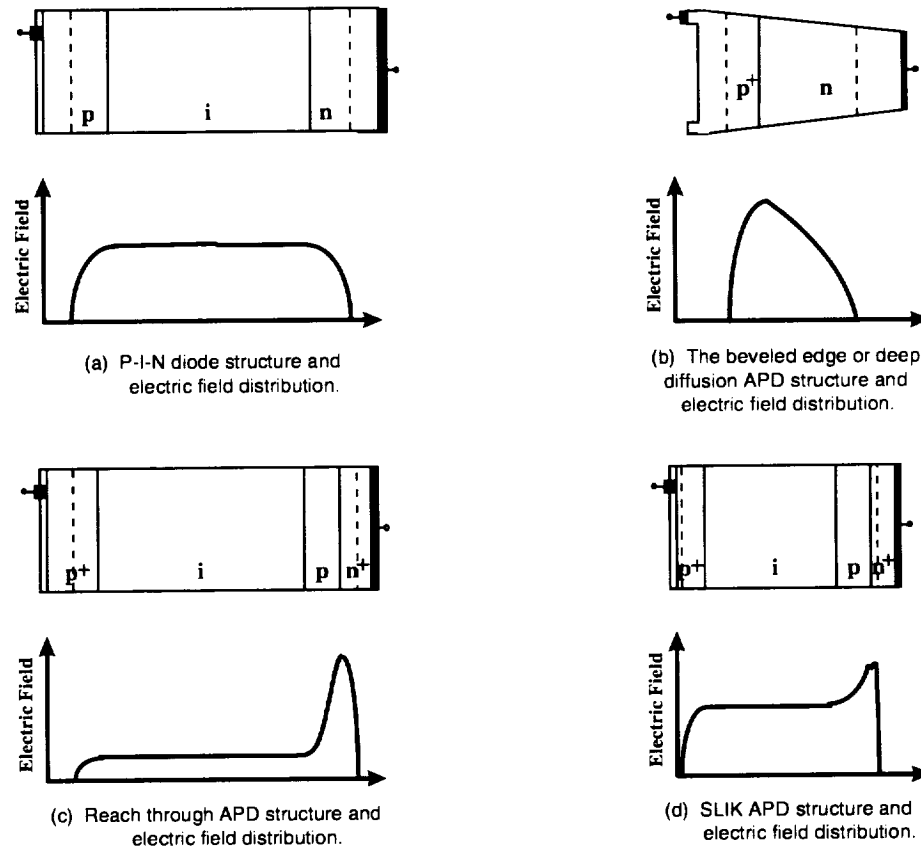 p i n
Electric Field
(a) P-I-N diode structure and
electric field distribution.
p+ n
Electric Field
(b) The beveled edge or deep
diffusion APD structure and
electric field distribution.
p+ i p n+
Electric Field
(c) Reach through APD structure and
electric field distribution.
p+ i p n+
Electric Field
(d) SLIK APD structure and
electric field distribution.